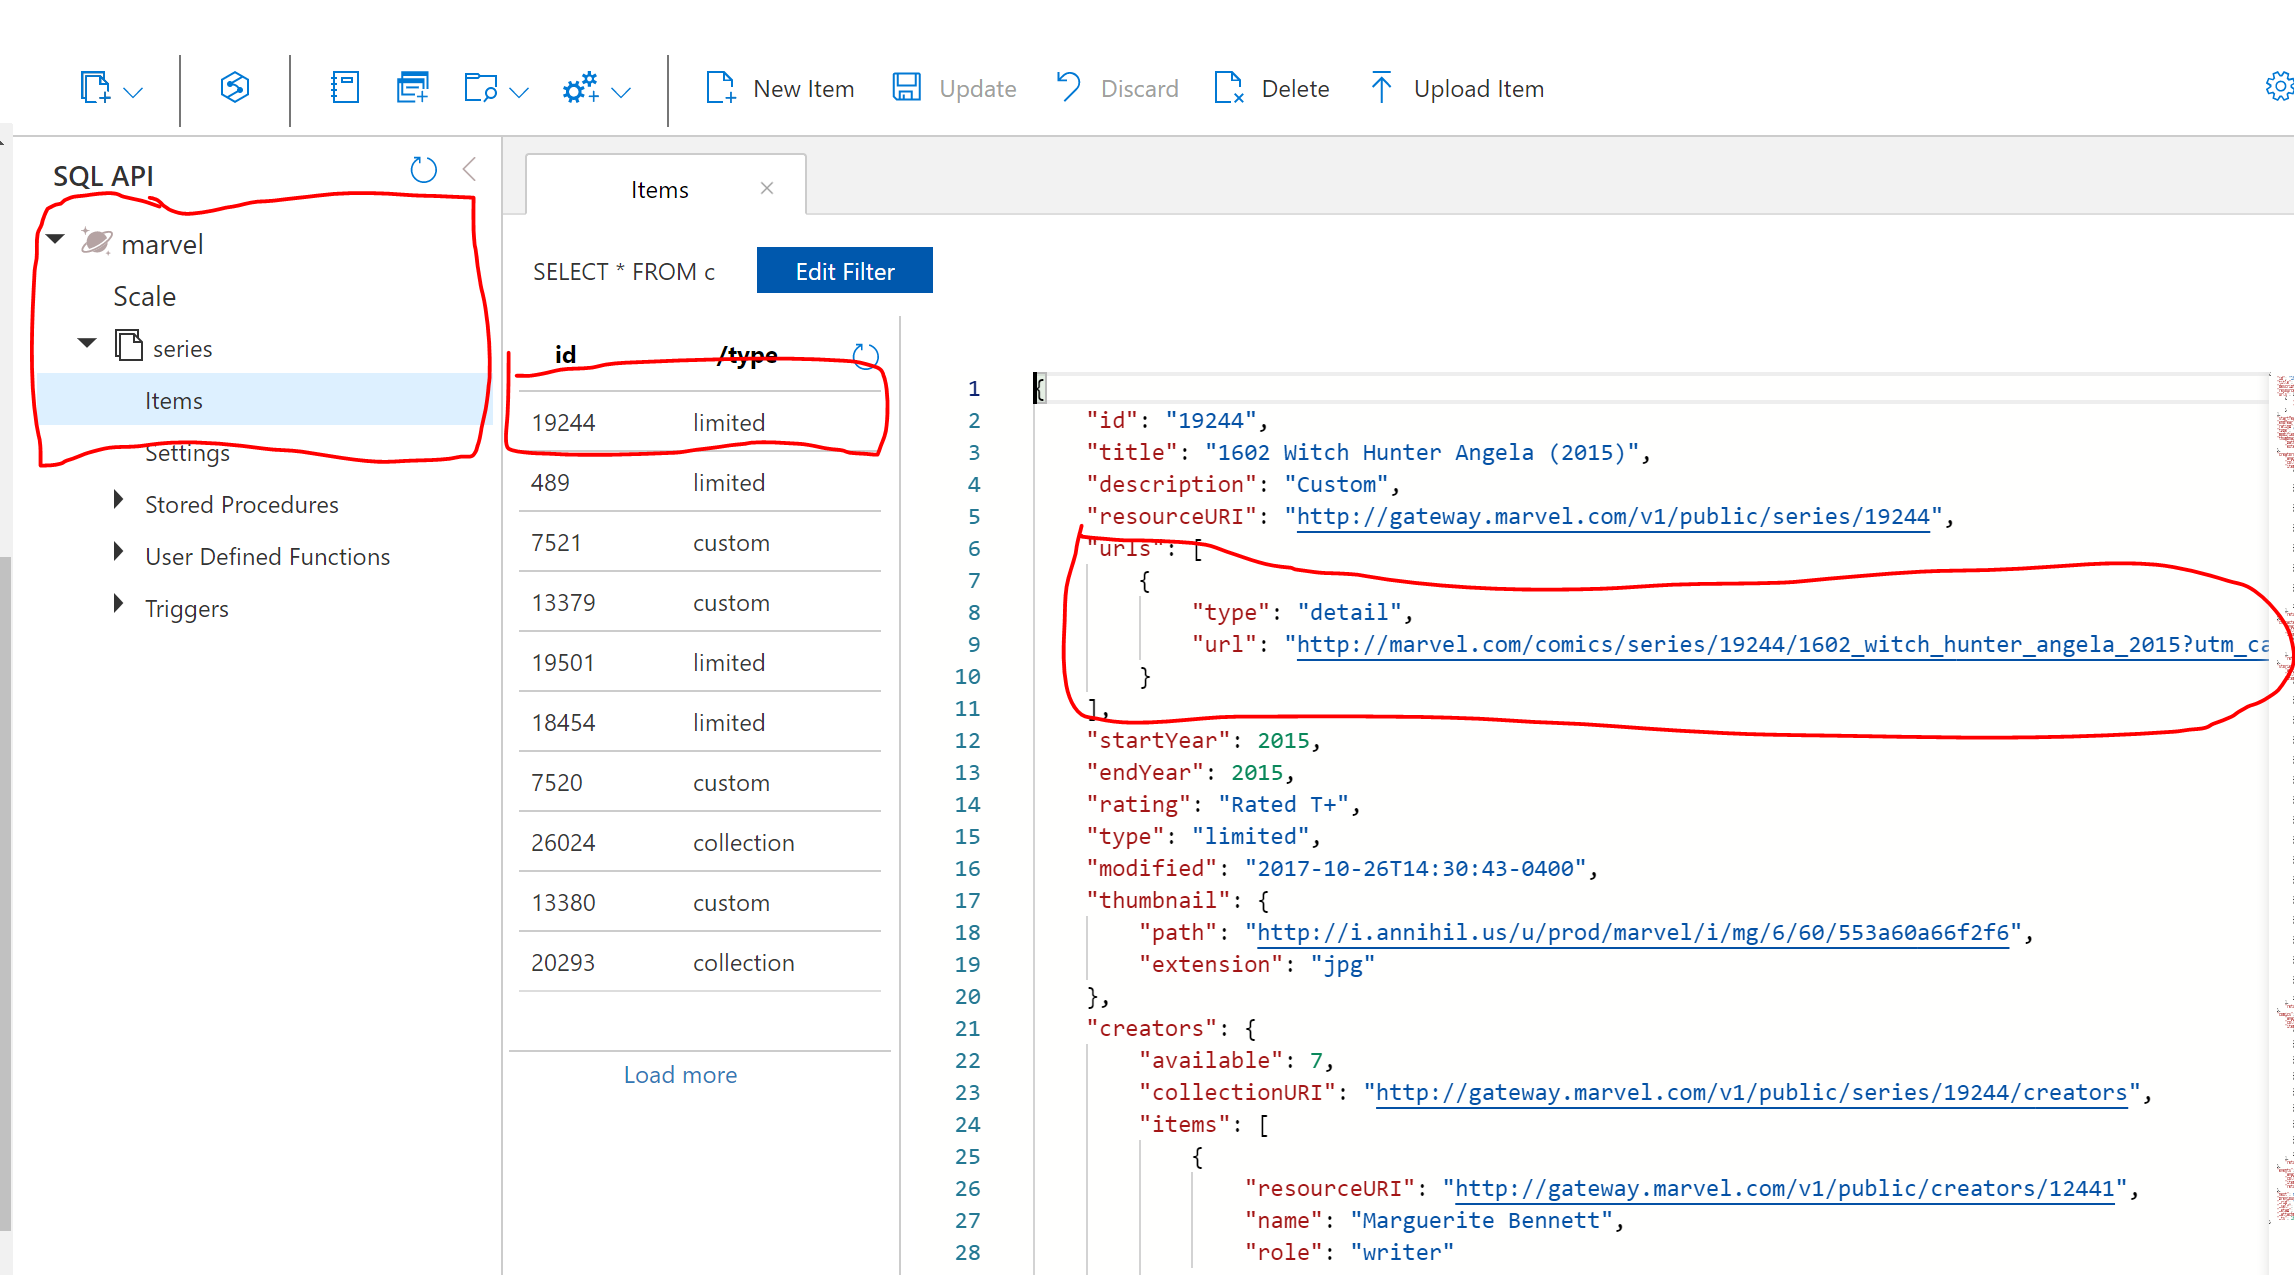 New Item Update Discard Delete Upload Item
SQL API
marvel
Scale
series
Items
Settings
Stored Procedures
User Defined Functions
Triggers
Items
SELECT * FROM c Edit Filter
id /type
19244 limited
489 limited
7521 custom
13379 custom
19501 limited
18454 limited
7520 custom
26024 collection
13380 custom
20293 collection
Load more
1 {
2 "id": "19244",
3 "title": "1602 Witch Hunter Angela (2015)",
4 "description": "Custom",
5 "resourceURI": "http://gateway.marvel.com/v1/public/series/19244",
6 "urls": [
7 {
8 "type": "detail",
9 "url": "http://marvel.com/comics/series/19244/1602_witch_hunter_angela_2015?utm_ca
10 }
11 ],
12 "startYear": 2015,
13 "endYear": 2015,
14 "rating": "Rated T+",
15 "type": "limited",
16 "modified": "2017-10-26T14:30:43-0400",
17 "thumbnail": {
18 "path": "http://i.annihil.us/u/prod/marvel/i/mg/6/60/553a60a66f2f6",
19 "extension": "jpg"
20 },
21 "creators": {
22 "available": 7,
23 "collectionURI": "http://gateway.marvel.com/v1/public/series/19244/creators",
24 "items": [
25 {
26 "resourceURI": "http://gateway.marvel.com/v1/public/creators/12441",
27 "name": "Marguerite Bennett",
28 "role": "writer"